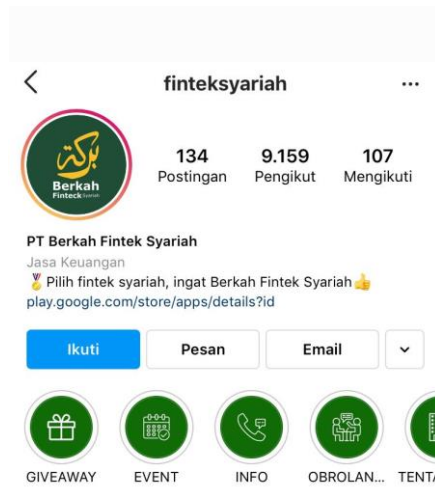 finteksyariah
...
بركة
Berkah
Finteck Syariah
134
Postingan
9.159
Pengikut
107
Mengikuti
PT Berkah Fintek Syariah
Jasa Keuangan
🏅 Pilih fintek syariah, ingat Berkah Fintek Syariah👍
play.google.com/store/apps/details?id
Ikuti
Pesan
Email
GIVEAWAY
EVENT
INFO
OBROLAN...
TENTA